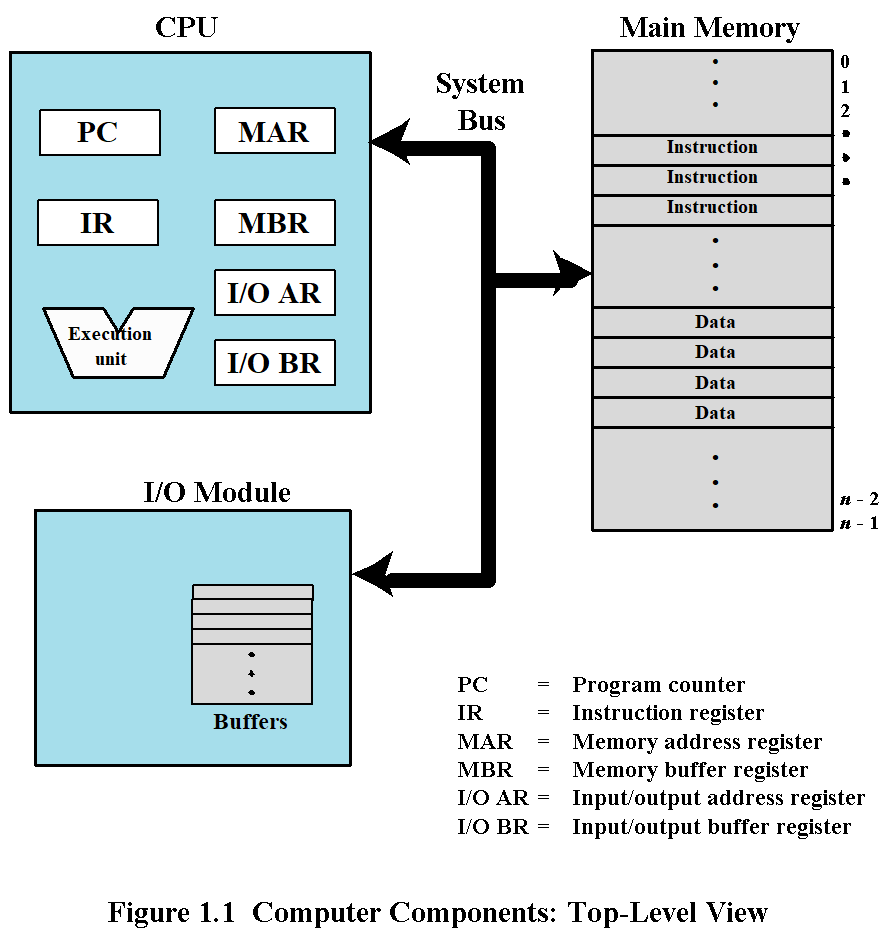 CPU
PC
MAR
IR
MBR
I/O AR
Execution
unit
I/O BR
System
Bus
Main Memory
0
1
2
Instruction
Instruction
Instruction
Data
Data
Data
Data
n - 2
n - 1
I/O Module
Buffers
PC = Program counter
IR = Instruction register
MAR = Memory address register
MBR = Memory buffer register
I/O AR = Input/output address register
I/O BR = Input/output buffer register
Figure 1.1 Computer Components: Top-Level View